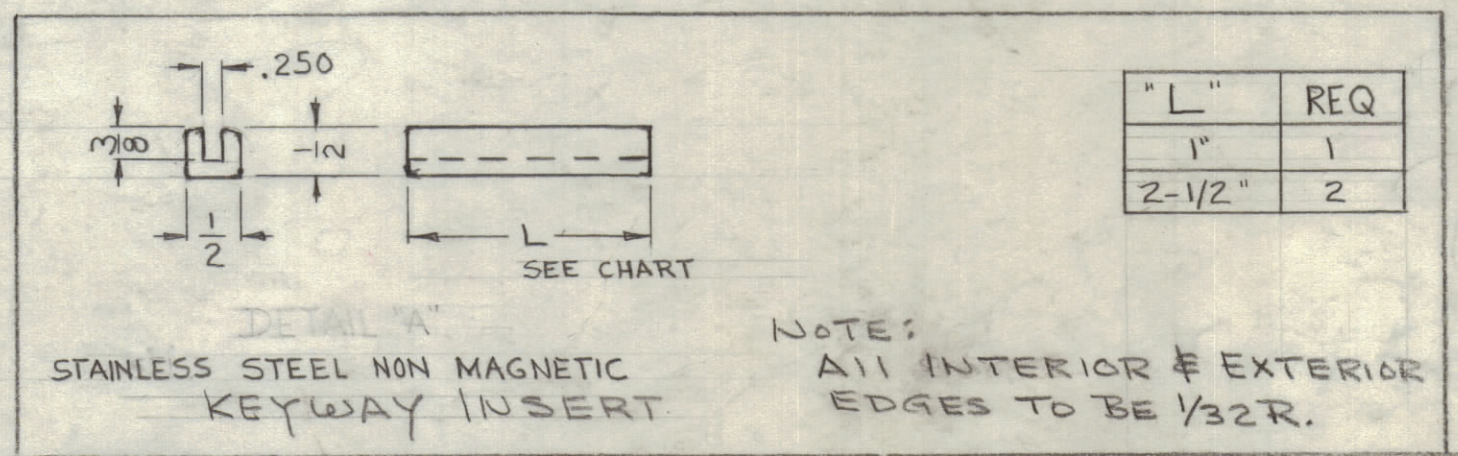 .250
3/8
1/2
1/2
L
SEE CHART
"L" REQ
1" 1
2-1/2" 2
DETAIL "A"
STAINLESS STEEL NON MAGNETIC
KEYWAY INSERT
NOTE:
All INTERIOR & EXTERIOR
EDGES TO BE 1/32R.